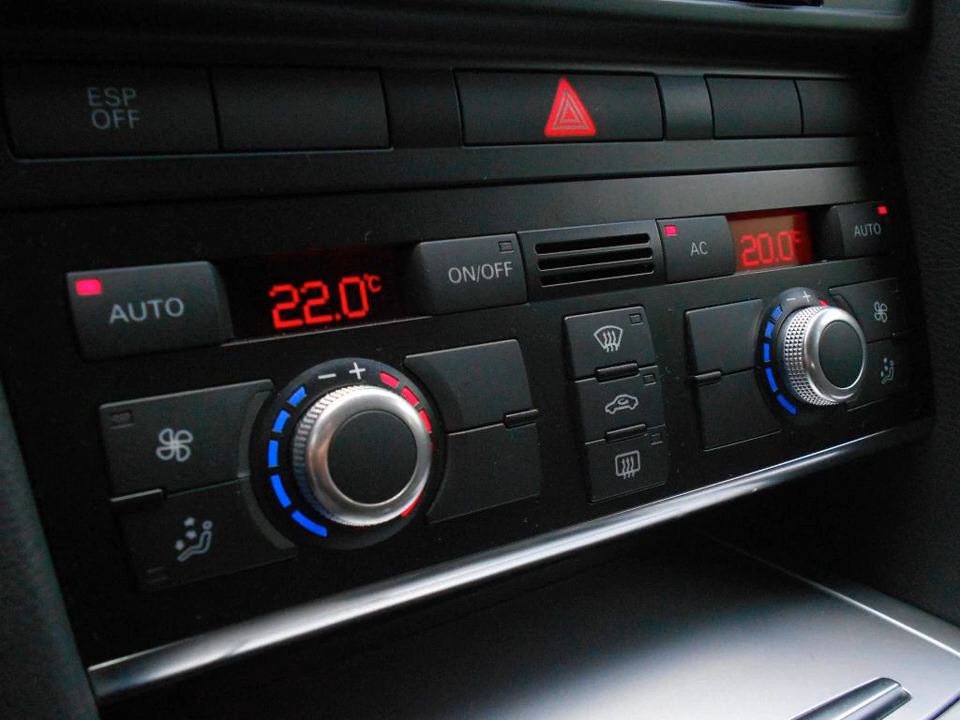 ESP
OFF
AUTO
22.0°C
ON/OFF
AC
20.0°C
AUTO
- +
- +